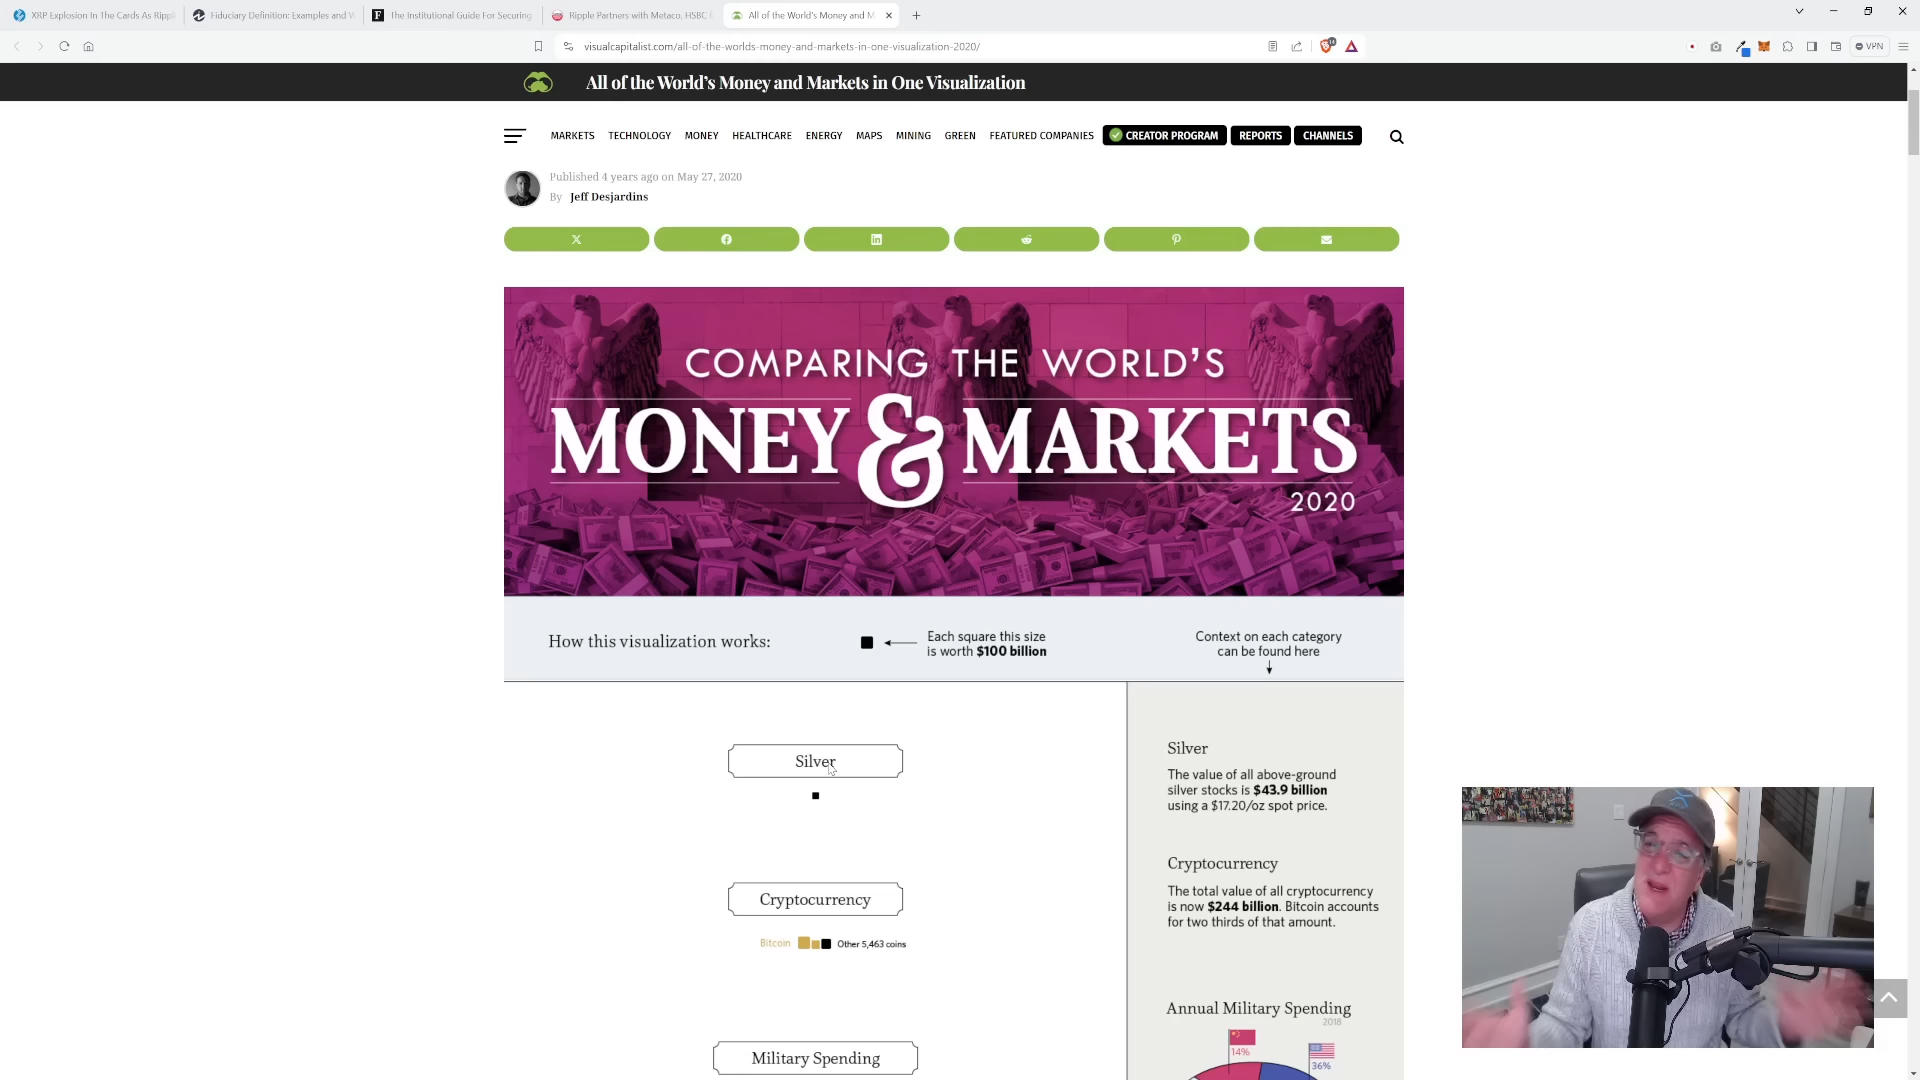 XRP Explosion In The Cards As Rippl
Fiduciary Definition: Examples and W
The Institutional Guide For Securing
Ripple Partners with Metaco, HSBC
All of the World's Money and M
visualcapitalist.com/all-of-the-worlds-money-and-markets-in-one-visualization-2020/
VPN
All of the World's Money and Markets in One Visualization
MARKETS TECHNOLOGY MONEY HEALTHCARE ENERGY MAPS MINING GREEN FEATURED COMPANIES CREATOR PROGRAM REPORTS CHANNELS
Published 4 years ago on May 27, 2020
By Jeff Desjardins
COMPARING THE WORLD'S
MONEY & MARKETS
2020
How this visualization works:
Each square this size
is worth $100 billion
Context on each category
can be found here
Silver
Silver
The value of all above-ground
silver stocks is $43.9 billion
using a $17.20/oz spot price.
Cryptocurrency
Bitcoin Other 5,463 coins
Cryptocurrency
The total value of all cryptocurrency
is now $244 billion. Bitcoin accounts
for two thirds of that amount.
Military Spending
Annual Military Spending
2018
14%
36%